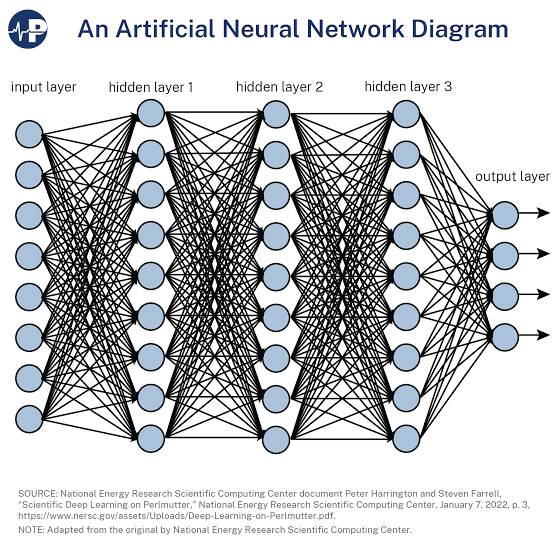 P
An Artificial Neural Network Diagram
input layer
hidden layer 1
hidden layer 2
hidden layer 3
output layer
SOURCE: National Energy Research Scientific Computing Center document Peter Harrington and Steven Farrell,
“Scientific Deep Learning on Perlmutter,” National Energy Research Scientific Computing Center, January 7, 2022, p. 3,
https://www.nersc.gov/assets/Uploads/Deep-Learning-on-Perlmutter.pdf.
NOTE: Adapted from the original by National Energy Research Scientific Computing Center.